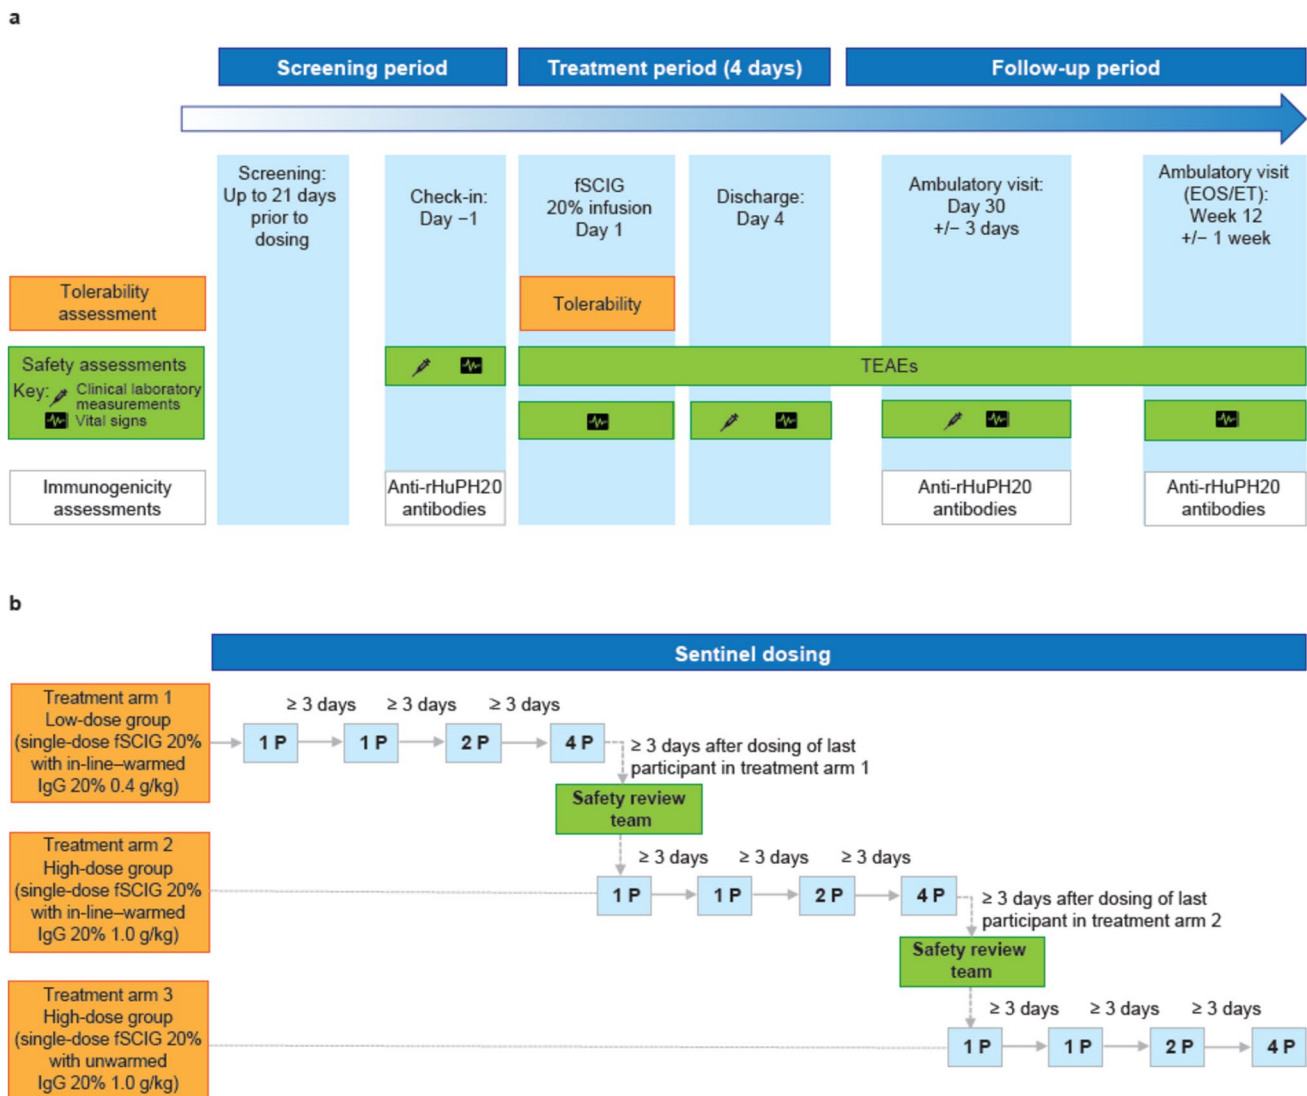 a
Screening period
Treatment period (4 days)
Follow-up period
Screening:
Up to 21 days
prior to
dosing
Check-in:
Day −1
fSCIG
20% infusion
Day 1
Discharge:
Day 4
Ambulatory visit:
Day 30
+/− 3 days
Ambulatory visit
(EOS/ET):
Week 12
+/− 1 week
Tolerability
assessment
Tolerability
Safety assessments
Key:
Clinical laboratory
measurements
Vital signs
TEAEs
Immunogenicity
assessments
Anti-rHuPH20
antibodies
Anti-rHuPH20
antibodies
Anti-rHuPH20
antibodies
b
Sentinel dosing
Treatment arm 1
Low-dose group
(single-dose fSCIG 20%
with in-line–warmed
IgG 20% 0.4 g/kg)
≥ 3 days
≥ 3 days
≥ 3 days
1 P
1 P
2 P
4 P
≥ 3 days after dosing of last
participant in treatment arm 1
Safety review
team
Treatment arm 2
High-dose group
(single-dose fSCIG 20%
with in-line–warmed
IgG 20% 1.0 g/kg)
≥ 3 days
≥ 3 days
≥ 3 days
1 P
1 P
2 P
4 P
≥ 3 days after dosing of last
participant in treatment arm 2
Safety review
team
Treatment arm 3
High-dose group
(single-dose fSCIG 20%
with unwarmed
IgG 20% 1.0 g/kg)
≥ 3 days
≥ 3 days
≥ 3 days
1 P
1 P
2 P
4 P